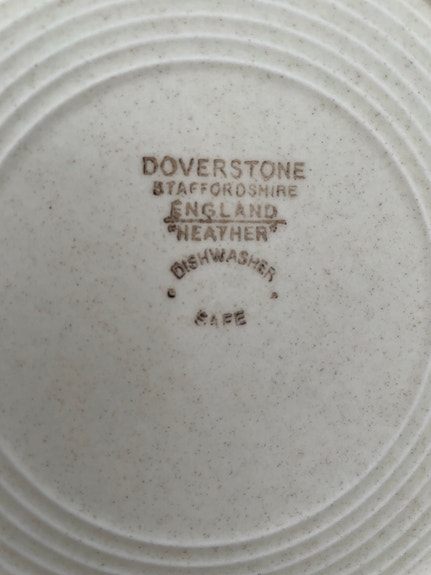 DOVERSTONE
STAFFORDSHIRE
ENGLAND
"HEATHER"
DISHWASHER
SAFE